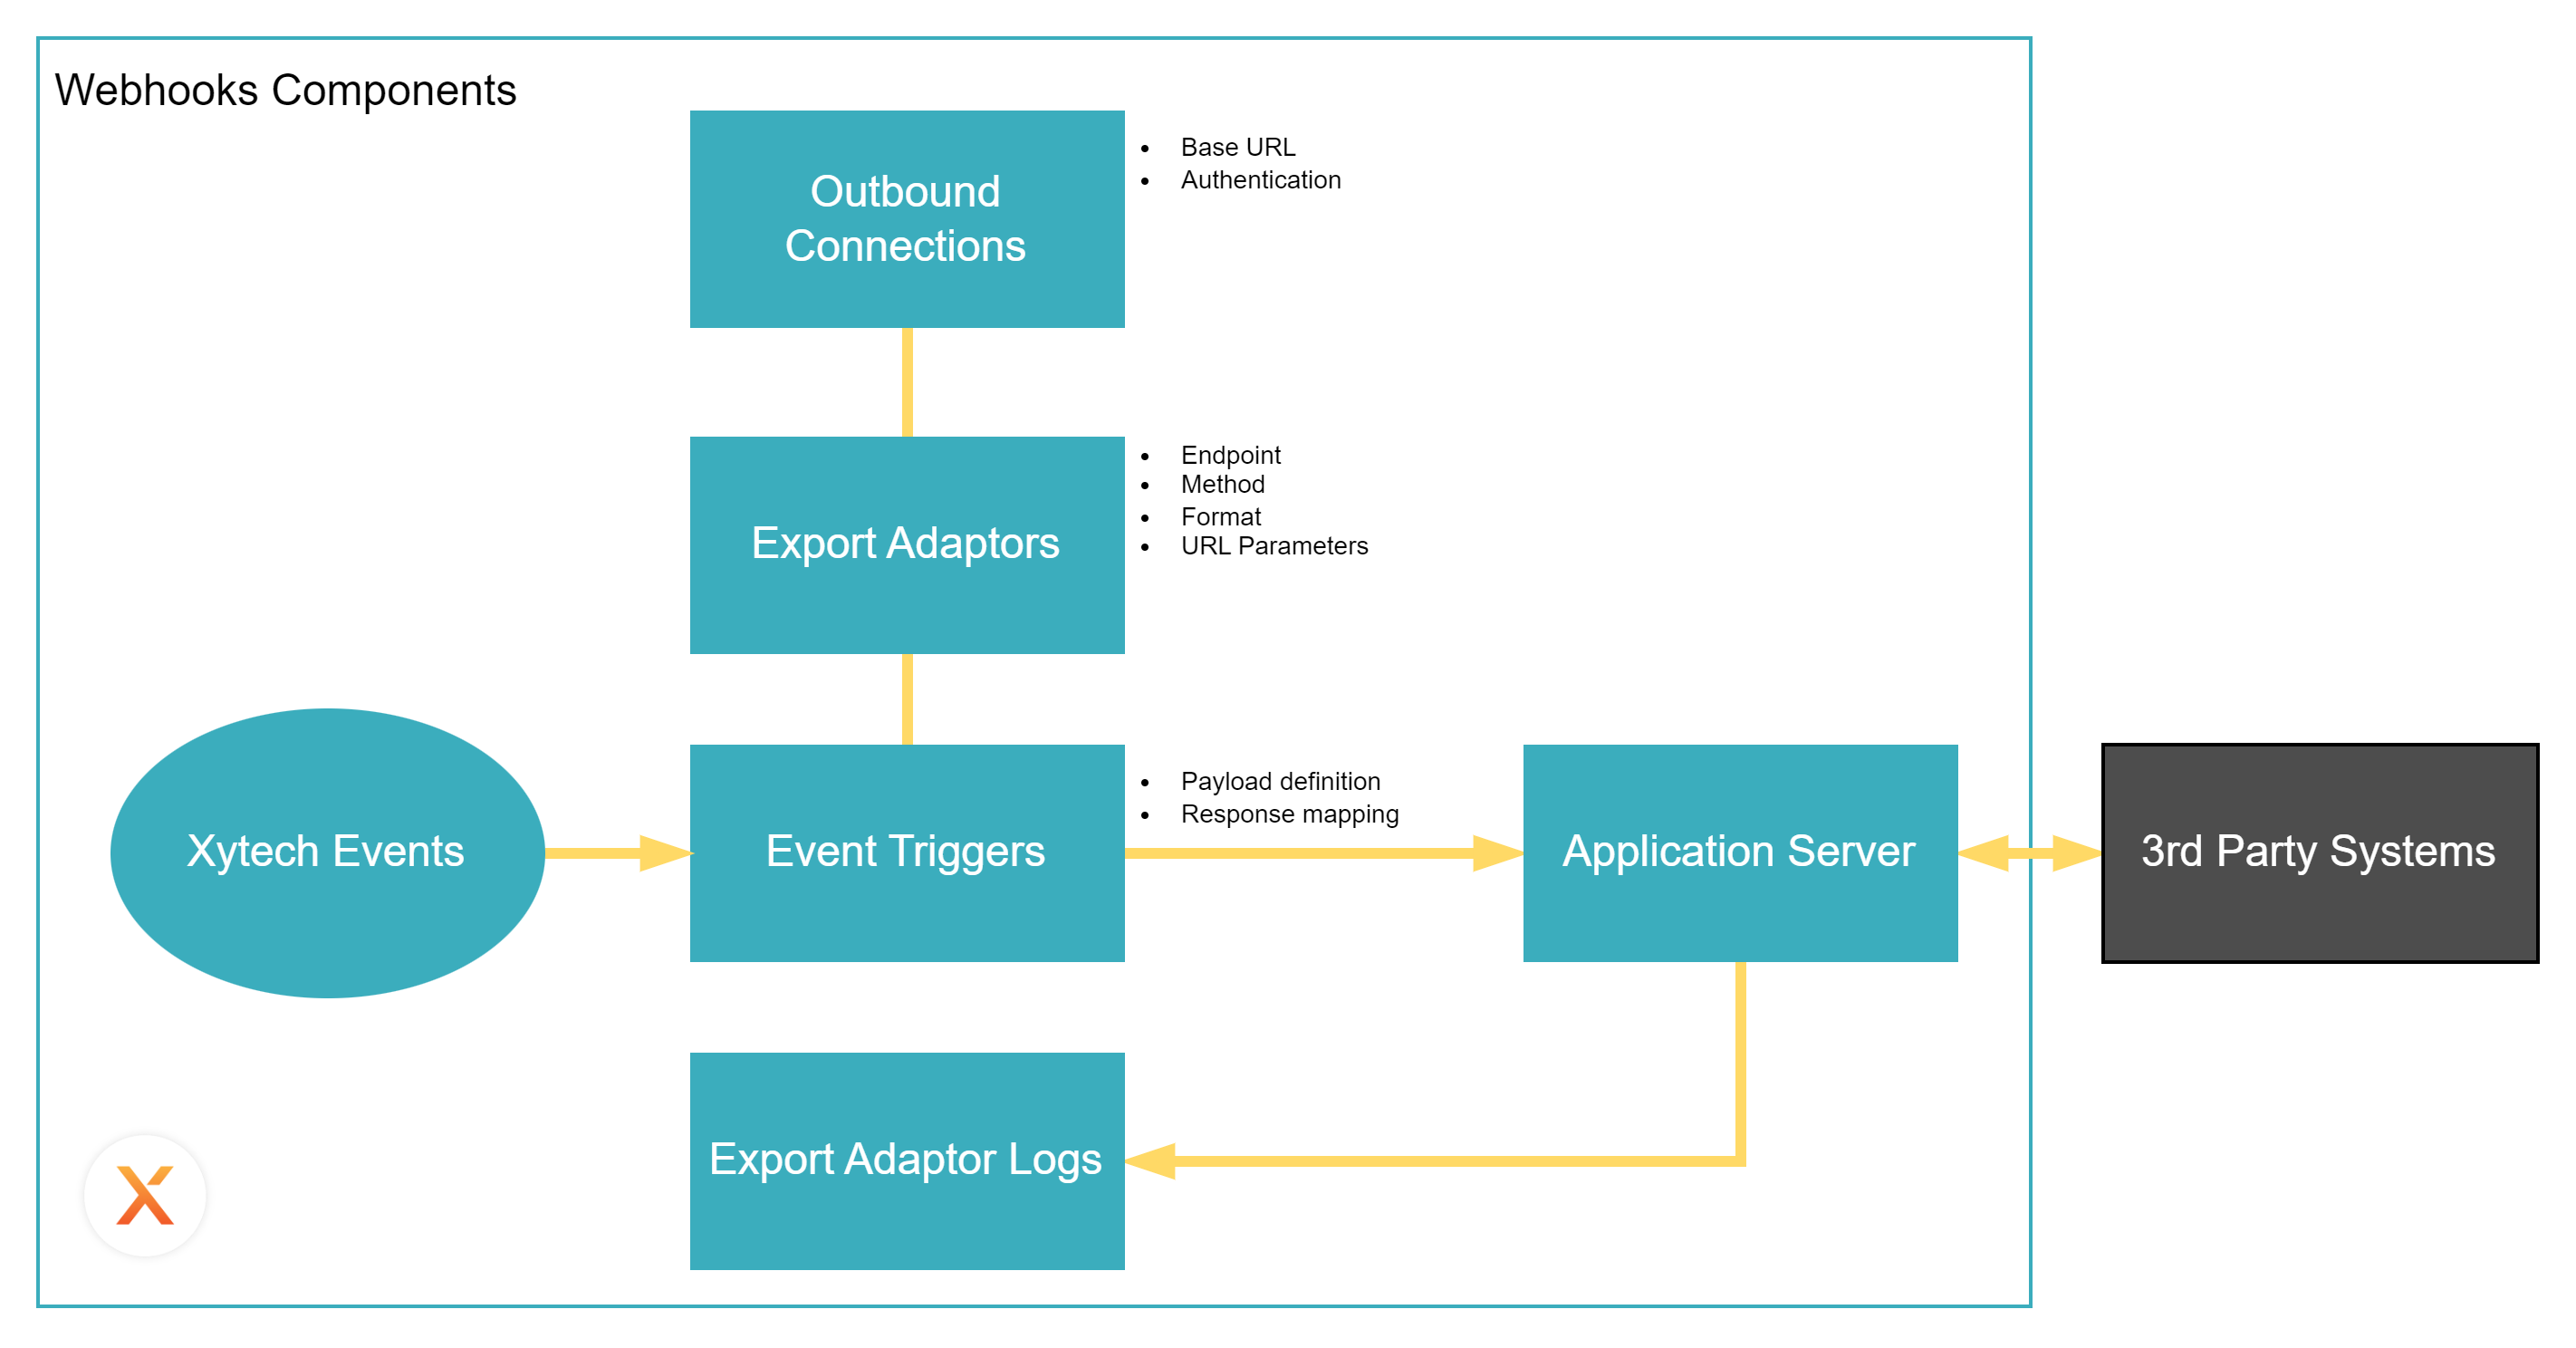 Webhooks Components
Outbound
Connections
• Base URL
• Authentication
Export Adaptors
• Endpoint
• Method
• Format
• URL Parameters
Xytech Events
Event Triggers
• Payload definition
• Response mapping
Application Server
3rd Party Systems
Export Adaptor Logs
X